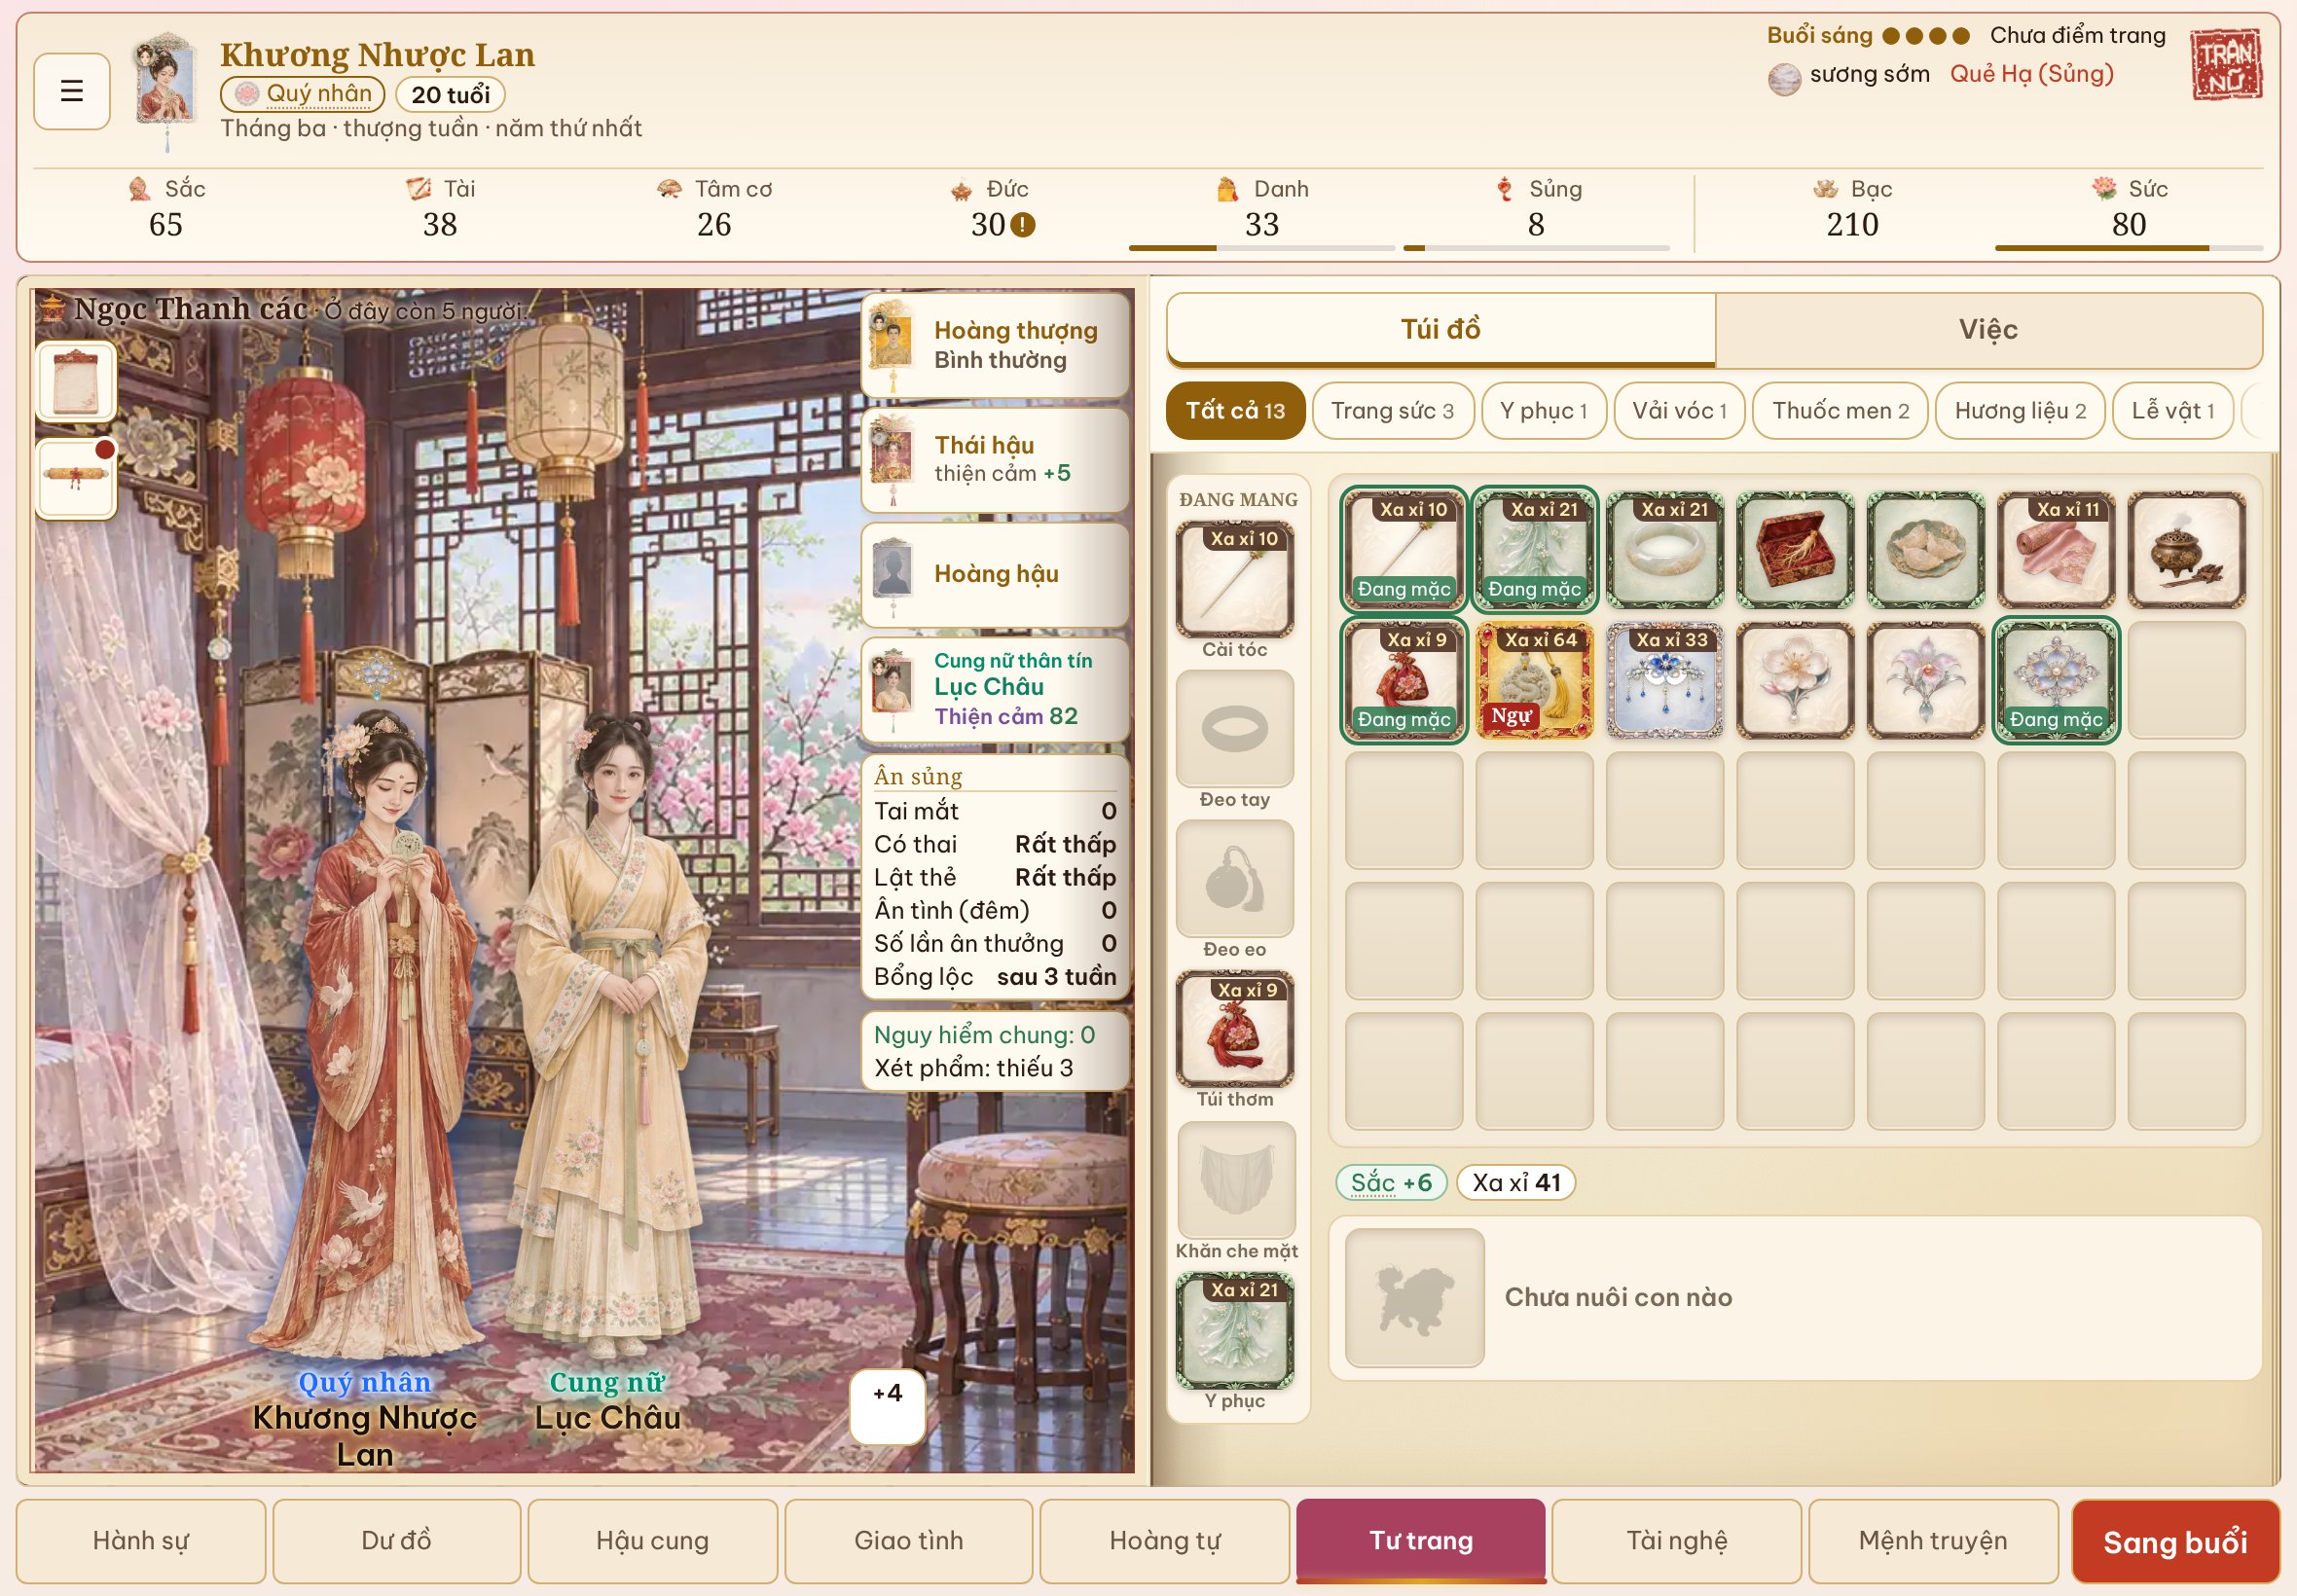 Khương Nhược Lan
Quý nhân
20 tuổi
Tháng ba · thượng tuần · năm thứ nhất
Buổi sáng
Chưa điểm trang
sương sớm
Quẻ Hạ (Sủng)
TRÂN NỮ
Sắc
65
Tài
38
Tâm cơ
26
Đức
30 !
Danh
33
Sủng
8
Bạc
210
Sức
80
Ngọc Thanh các · Ở đây còn 5 người.
Hoàng thượng
Bình thường
Thái hậu
thiện cảm +5
Hoàng hậu
Cung nữ thân tín
Lục Châu
Thiện cảm 82
Ân sủng
Tai mắt 0
Có thai Rất thấp
Lật thẻ Rất thấp
Ân tình (đêm) 0
Số lần ân thưởng 0
Bổng lộc sau 3 tuần
Nguy hiểm chung: 0
Xét phẩm: thiếu 3
Quý nhân
Khương Nhược
Lan
Cung nữ
Lục Châu
+4
Túi đồ
Việc
Tất cả 13
Trang sức 3
Y phục 1
Vải vóc 1
Thuốc men 2
Hương liệu 2
Lễ vật 1
ĐANG MANG
Xa xỉ 10
Cài tóc
Đeo tay
Đeo eo
Xa xỉ 9
Túi thơm
Khăn che mặt
Xa xỉ 21
Y phục
Xa xỉ 10
Đang mặc
Xa xỉ 21
Đang mặc
Xa xỉ 21
Xa xỉ 11
Xa xỉ 9
Đang mặc
Xa xỉ 64
Ngự
Xa xỉ 33
Đang mặc
Sắc +6
Xa xỉ 41
Chưa nuôi con nào
Hành sự
Dư đồ
Hậu cung
Giao tình
Hoàng tự
Tư trang
Tài nghệ
Mệnh truyện
Sang buổi